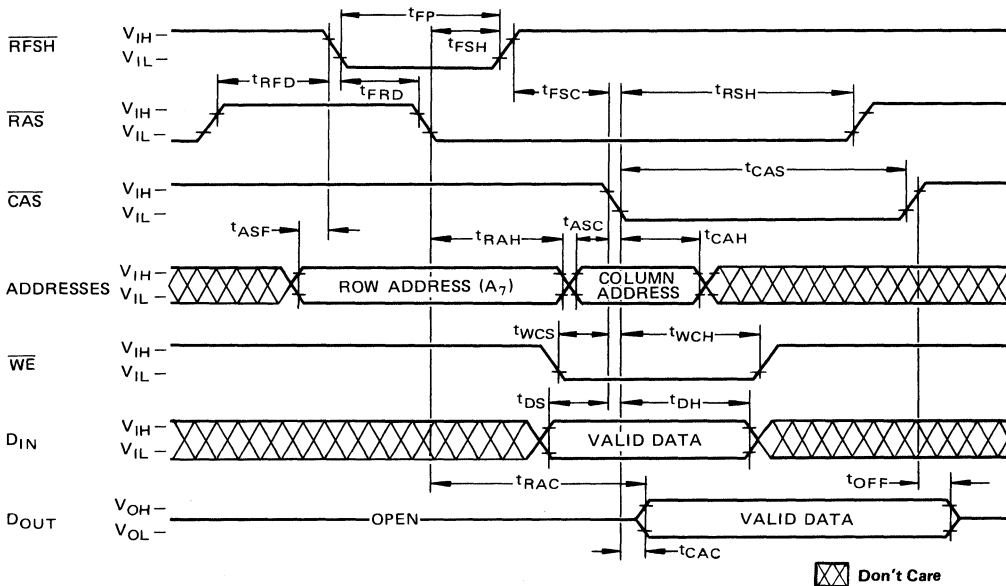 tFP
RFSH VIH
VIL
tFSH
tRFD tFRD tFSC tRSH
RAS VIH
VIL
tCAS
CAS VIH
VIL
tASF tRAH tASC tCAH
ADDRESSES VIH
VIL
ROW ADDRESS (A7) COLUMN
ADDRESS
tWCS tWCH
WE VIH
VIL
tDS tDH
DIN VIH
VIL
VALID DATA
tRAC tOFF
DOUT VOH
VOL
OPEN VALID DATA
tCAC
Don't Care